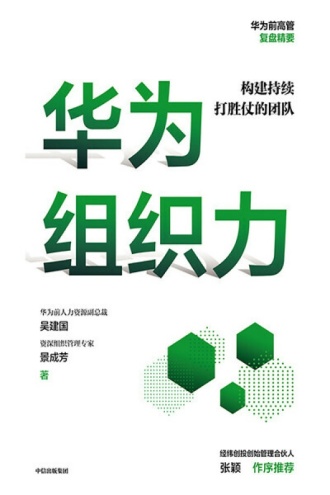 华为前高管
复盘精要
构建持续
打胜仗的团队
华为
组织力
华为前人力资源副总裁
吴建国
资深组织管理专家
景成芳
著
经纬创投创始管理合伙人
张颖 作序推荐
中信出版集团